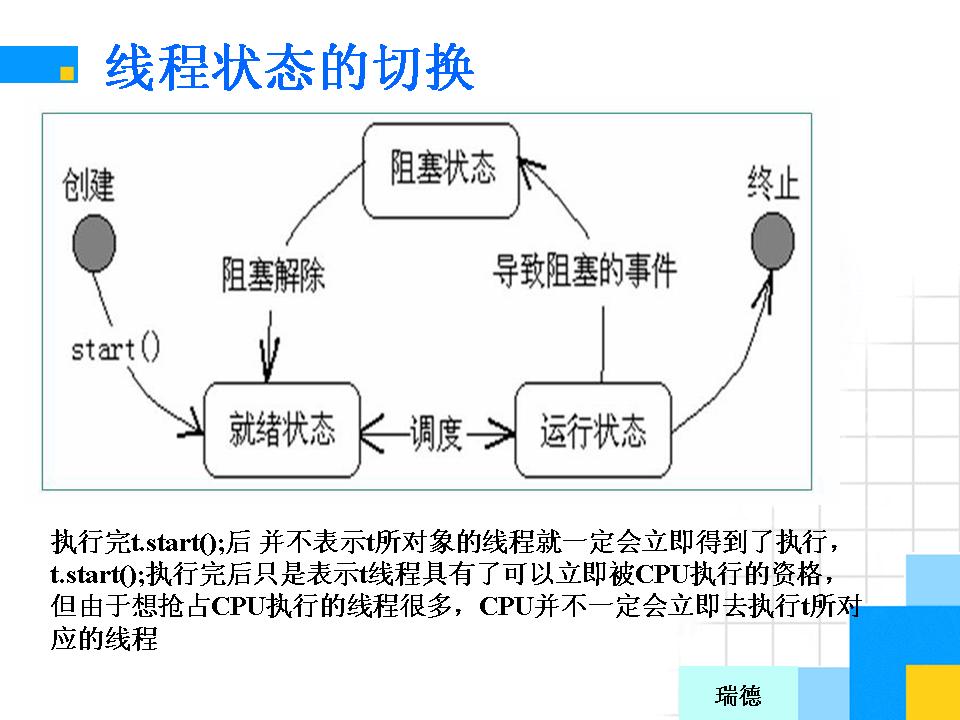 线程状态的切换
阻塞状态
创建
终止
阻塞解除
导致阻塞的事件
start()
就绪状态
调度
运行状态
执行完t.start();后 并不表示t所对象的线程就一定会立即得到了执行，
t.start();执行完后只是表示t线程具有了可以立即被CPU执行的资格，
但由于想抢占CPU执行的线程很多，CPU并不一定会立即去执行t所对
应的线程
瑞德